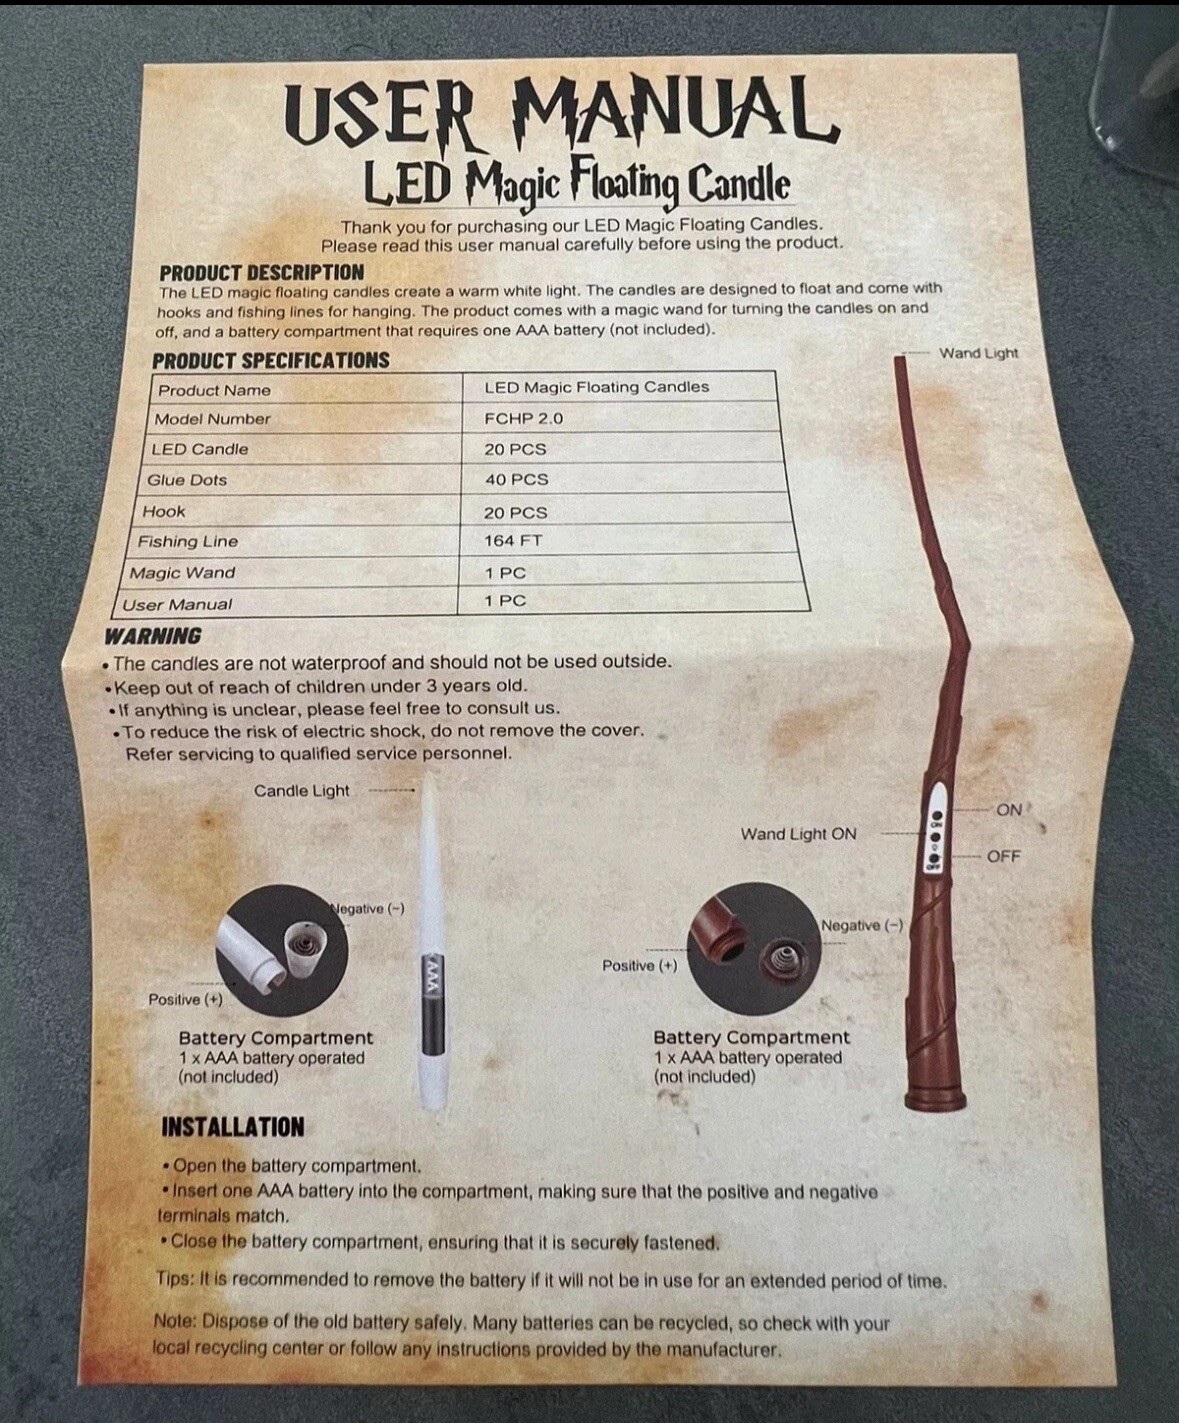 USER MANUAL
LED Magic Floating Candle
Thank you for purchasing our LED Magic Floating Candles.
Please read this user manual carefully before using the product.
PRODUCT DESCRIPTION
The LED magic floating candles create a warm white light. The candles are designed to float and come with
hooks and fishing lines for hanging. The product comes with a magic wand for turning the candles on and
off, and a battery compartment that requires one AAA battery (not included).
PRODUCT SPECIFICATIONS
Product Name LED Magic Floating Candles
Model Number FCHP 2.0
LED Candle 20 PCS
Glue Dots 40 PCS
Hook 20 PCS
Fishing Line 164 FT
Magic Wand 1 PC
User Manual 1 PC
Wand Light
WARNING
• The candles are not waterproof and should not be used outside.
• Keep out of reach of children under 3 years old.
• If anything is unclear, please feel free to consult us.
• To reduce the risk of electric shock, do not remove the cover.
Refer servicing to qualified service personnel.
Candle Light
Negative (−)
Positive (+)
AAA
Battery Compartment
1 x AAA battery operated
(not included)
ON
Wand Light ON
OFF
ON
OFF
Negative (−)
Positive (+)
Battery Compartment
1 x AAA battery operated
(not included)
INSTALLATION
• Open the battery compartment.
• Insert one AAA battery into the compartment, making sure that the positive and negative
terminals match.
• Close the battery compartment, ensuring that it is securely fastened.
Tips: It is recommended to remove the battery if it will not be in use for an extended period of time.
Note: Dispose of the old battery safely. Many batteries can be recycled, so check with your
local recycling center or follow any instructions provided by the manufacturer.